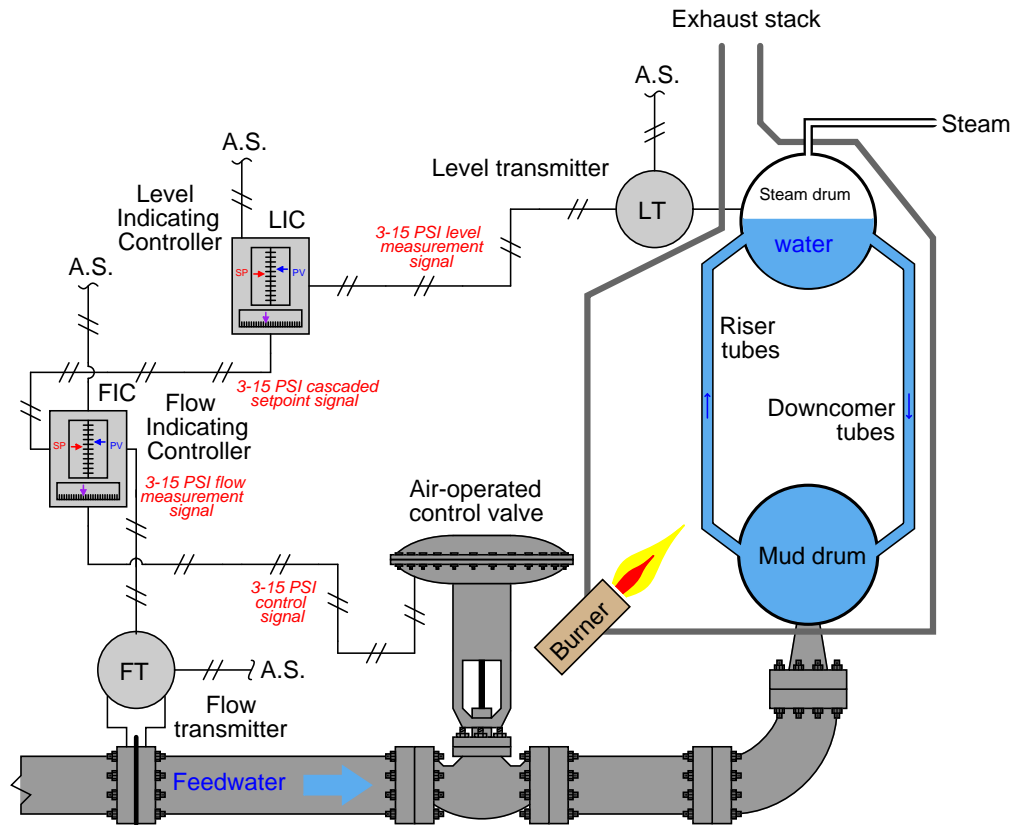 Exhaust stack
A.S.
Steam
A.S.
Level transmitter
Level
Indicating
Controller
LIC
LT
Steam drum
water
3-15 PSI level
measurement
signal
SP
PV
A.S.
Riser
tubes
3-15 PSI cascaded
setpoint signal
FIC
Flow
Indicating
Controller
Downcomer
tubes
SP
PV
3-15 PSI flow
measurement
signal
Air-operated
control valve
Mud drum
3-15 PSI
control
signal
Burner
FT
A.S.
Flow
transmitter
Feedwater